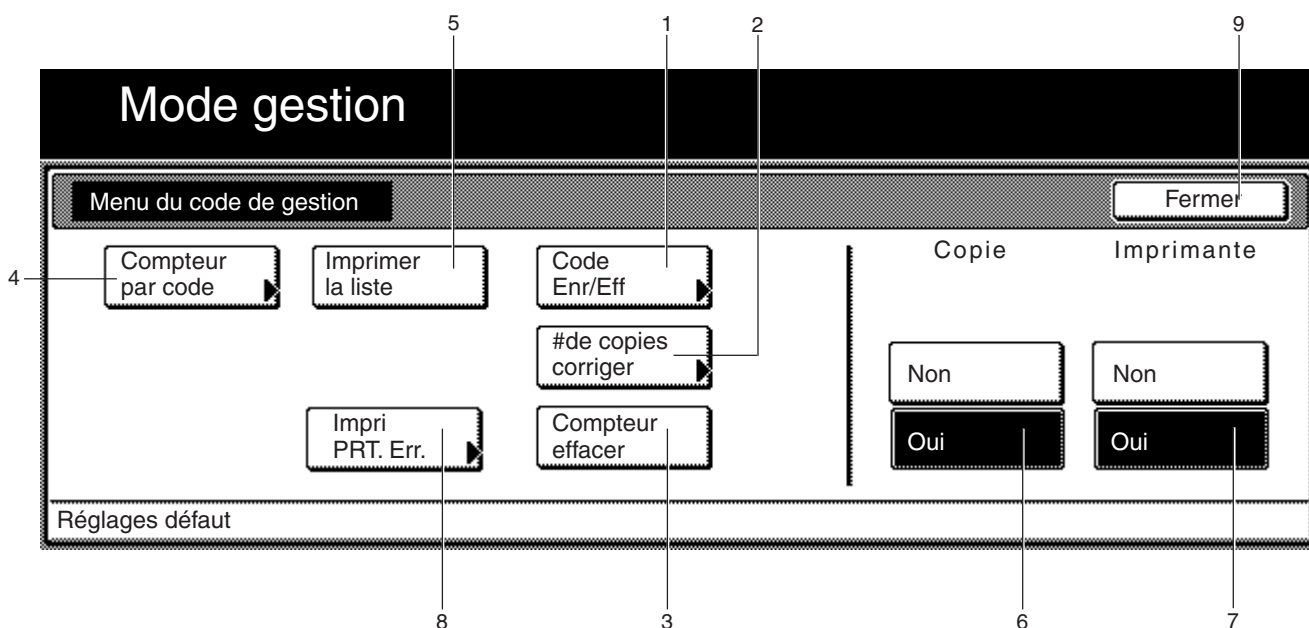 5 1 2 9
Mode gestion
Menu du code de gestion
Fermer
4
Compteur
par code
Imprimer
la liste
Code
Enr/Eff
#de copies
corriger
Impri
PRT. Err.
Compteur
effacer
Copie
Non
Oui
Imprimante
Non
Oui
Réglages défaut
8 3 6 7